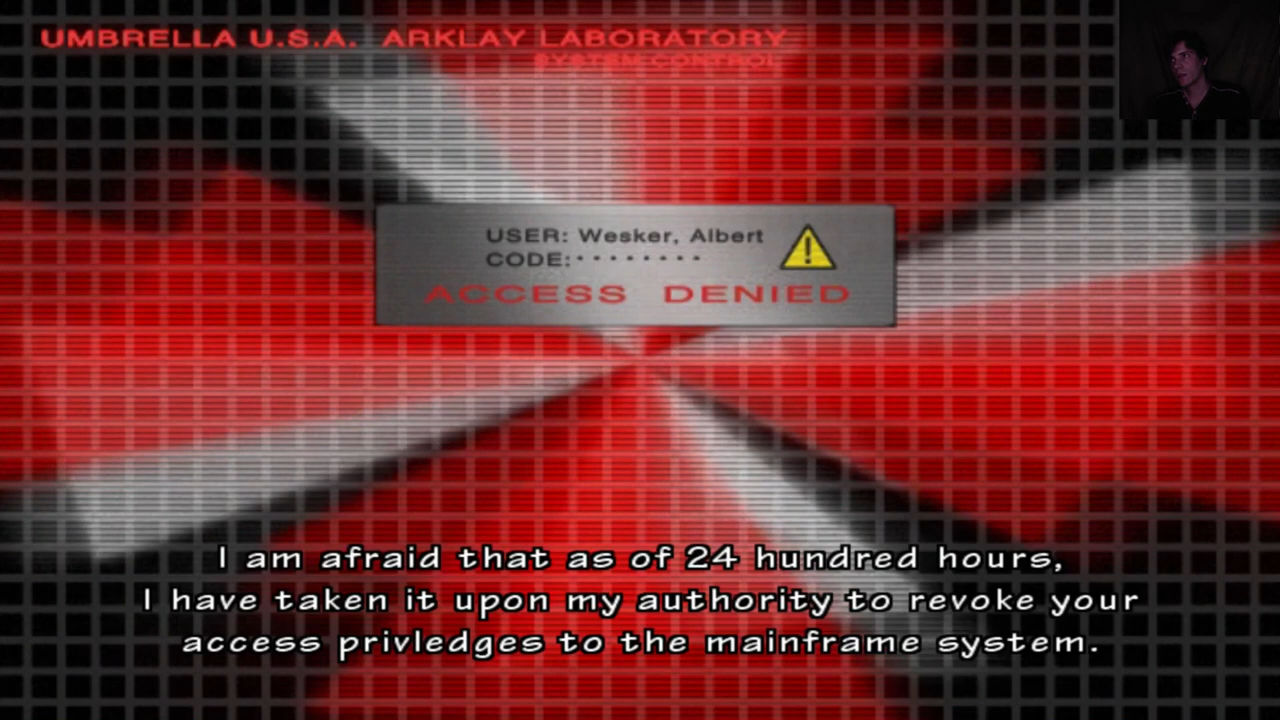 UMBRELLA U.S.A. ARKLAY LABORATORY
SYSTEM CONTROL
USER: Wesker, Albert
CODE:········
ACCESS DENIED
I am afraid that as of 24 hundred hours,
I have taken it upon my authority to revoke your
access privledges to the mainframe system.